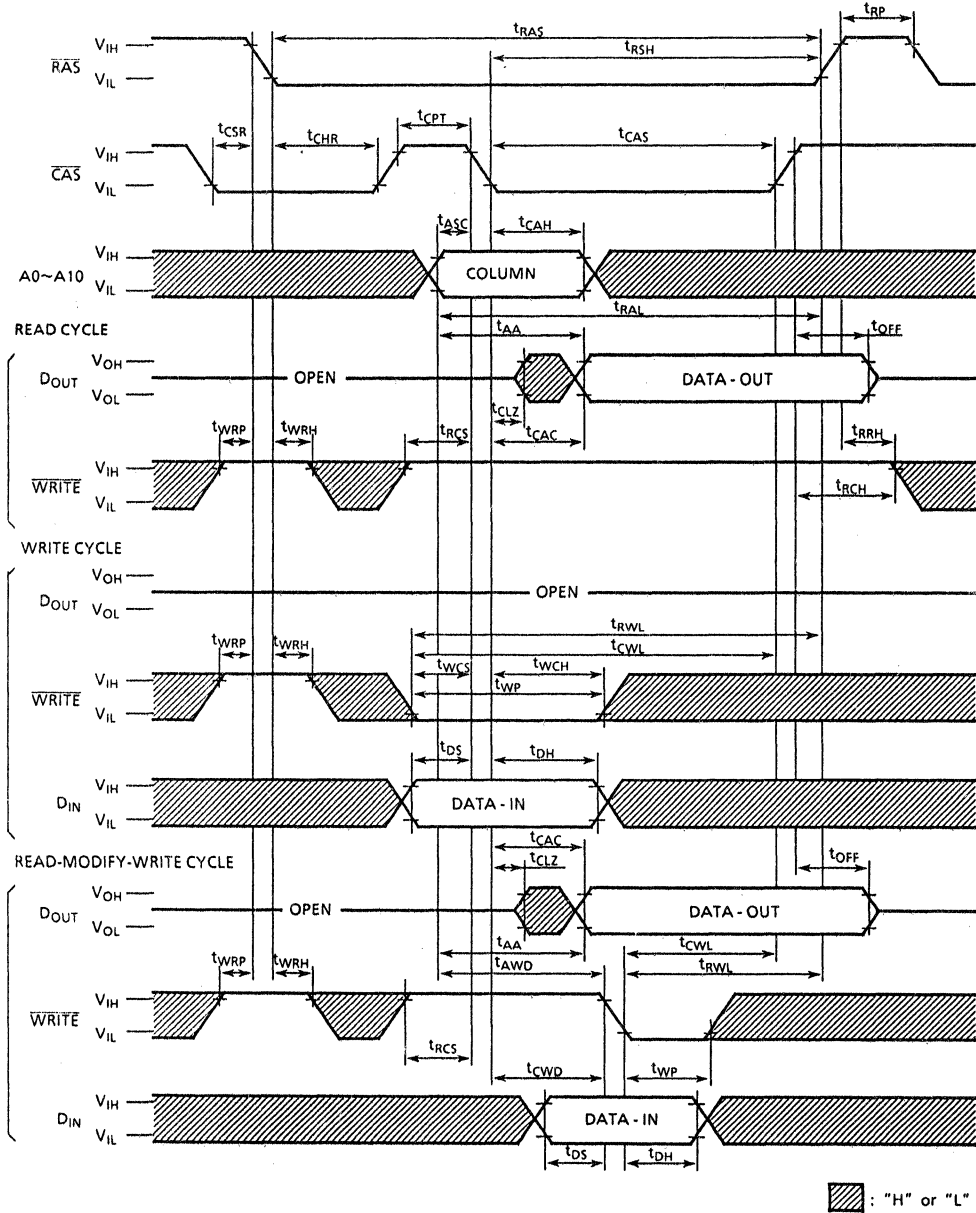 tRP
tRAS
tRSH
RAS
VIH
VIL
tCSR
tCHR
tCPT
tCAS
CAS
VIH
VIL
tASC
tCAH
A0~A10
VIH
VIL
COLUMN
tRAL
READ CYCLE
tAA
tOFF
DOUT
VOH
VOL
OPEN
DATA - OUT
tCLZ
tWRP
tWRH
tRCS
tCAC
tRRH
WRITE
VIH
VIL
tRCH
WRITE CYCLE
DOUT
VOH
VOL
OPEN
tRWL
tCWL
tWRP
tWRH
tWCS
tWCH
tWP
WRITE
VIH
VIL
tDS
tDH
DIN
VIH
VIL
DATA - IN
tCAC
READ-MODIFY-WRITE CYCLE
tCLZ
tOFF
DOUT
VOH
VOL
OPEN
DATA - OUT
tAA
tCWL
tWRP
tWRH
tAWD
tRWL
WRITE
VIH
VIL
tRCS
tCWD
tWP
DIN
VIH
VIL
DATA - IN
tDS
tDH
: "H" or "L"